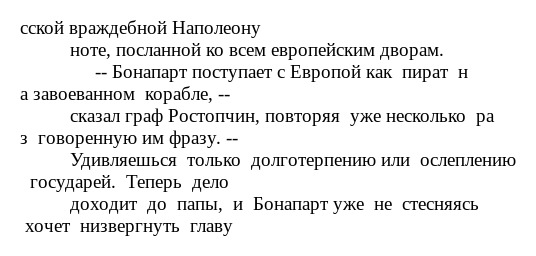 сской враждебной Наполеону
ноте, посланной ко всем европейским дворам.
-- Бонапарт поступает с Европой как пират н
а завоеванном корабле, --
сказал граф Ростопчин, повторяя уже несколько ра
з говоренную им фразу. --
Удивляешься только долготерпению или ослеплению
государей. Теперь дело
доходит до папы, и Бонапарт уже не стесняясь
хочет низвергнуть главу